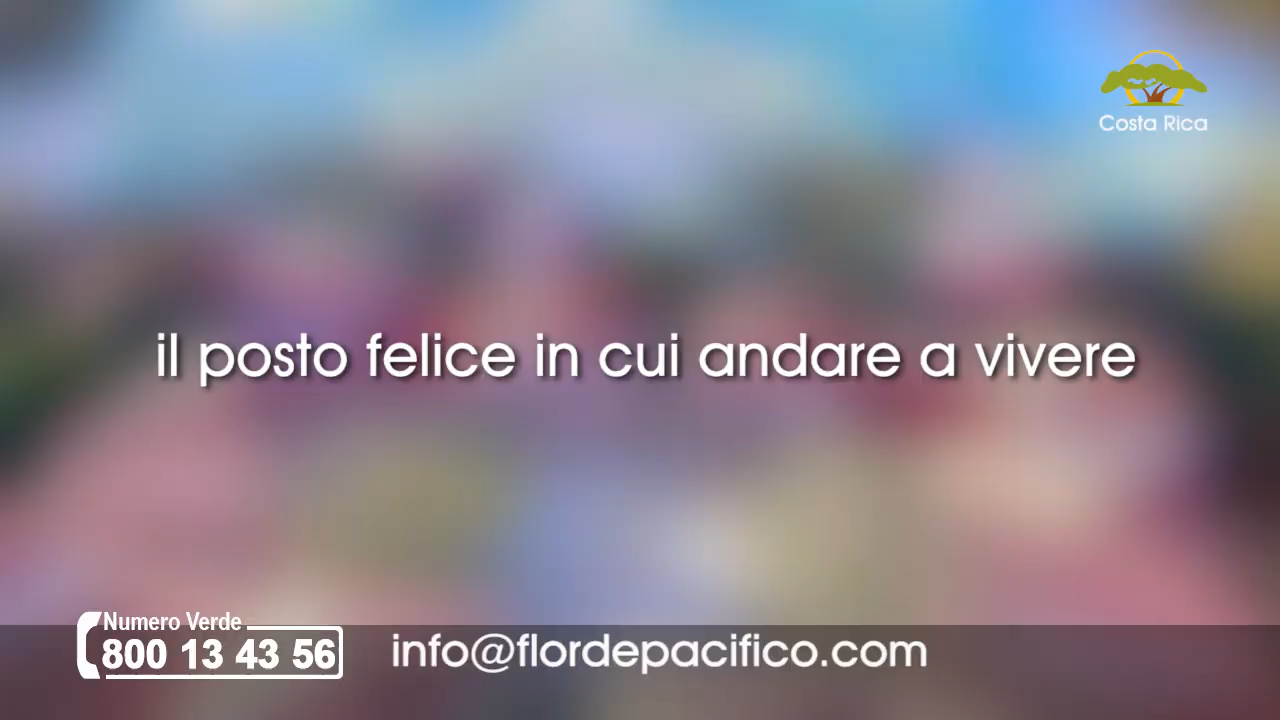 Costa Rica
il posto felice in cui andare a vivere
Numero Verde
800 13 43 56
info@flordepacifico.com